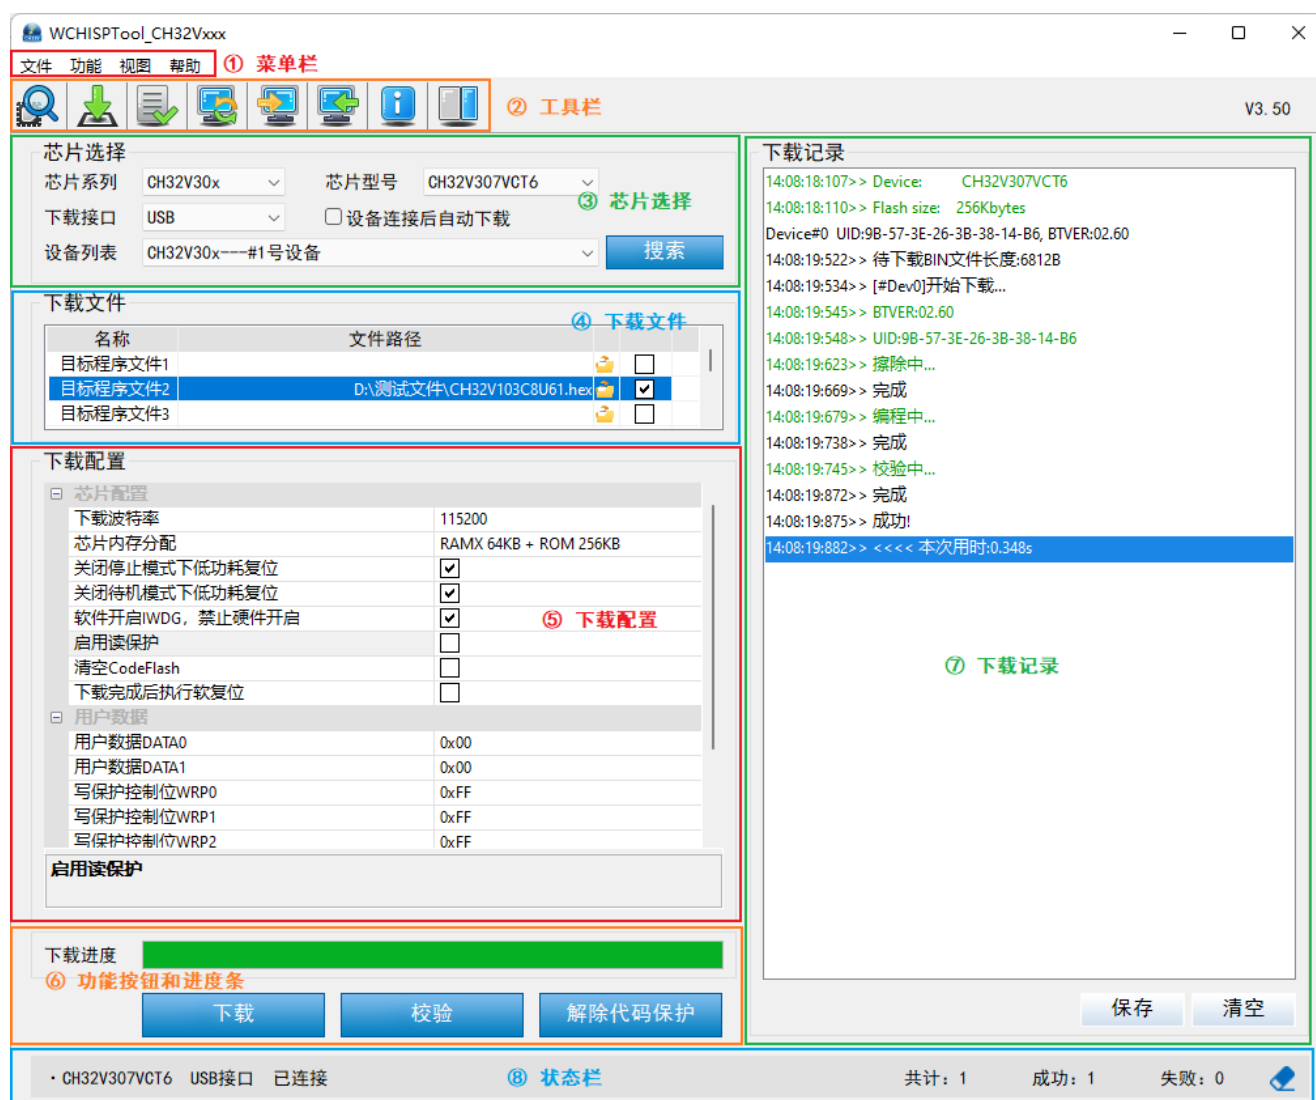 WCHISPTool_CH32Vxxx
文件 功能 视图 帮助 ① 菜单栏
② 工具栏
V3.50
芯片选择
芯片系列 CH32V30x 芯片型号 CH32V307VCT6
③ 芯片选择
下载接口 USB 设备连接后自动下载
设备列表 CH32V30x---#1号设备 搜索
下载文件
④ 下载文件
名称 文件路径
目标程序文件1
目标程序文件2 D:\测试文件\CH32V103C8U61.hex
目标程序文件3
下载配置
芯片配置
下载波特率 115200
芯片内存分配 RAMX 64KB + ROM 256KB
关闭停止模式下低功耗复位
关闭待机模式下低功耗复位
软件开启IWDG，禁止硬件开启
⑤ 下载配置
启用读保护
清空CodeFlash
下载完成后执行软复位
用户数据
用户数据DATA0 0x00
用户数据DATA1 0x00
写保护控制位WRP0 0xFF
写保护控制位WRP1 0xFF
写保护控制位WRP2 0xFF
启用读保护
下载进度
⑥ 功能按钮和进度条
下载 校验 解除代码保护
下载记录
14:08:18:107>> Device: CH32V307VCT6
14:08:18:110>> Flash size: 256Kbytes
Device#0 UID:9B-57-3E-26-3B-38-14-B6, BTVER:02.60
14:08:19:522>> 待下载BIN文件长度:6812B
14:08:19:534>> [#Dev0]开始下载...
14:08:19:545>> BTVER:02.60
14:08:19:548>> UID:9B-57-3E-26-3B-38-14-B6
14:08:19:623>> 擦除中...
14:08:19:669>> 完成
14:08:19:679>> 编程中...
14:08:19:738>> 完成
14:08:19:745>> 校验中...
14:08:19:872>> 完成
14:08:19:875>> 成功!
14:08:19:882>> <<<< 本次用时:0.348s
⑦ 下载记录
保存 清空
·CH32V307VCT6 USB接口 已连接 ⑧ 状态栏 共计: 1 成功: 1 失败: 0